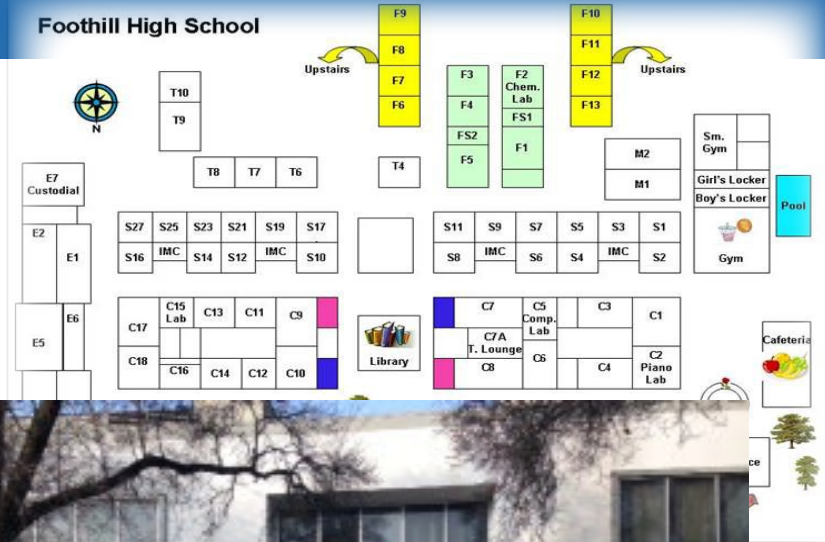 Foothill High School
F9
F10
F8
F11
Upstairs
Upstairs
F7
F12
F3
F2
Chem.
Lab
F6
F13
F4
FS1
T10
T9
N
FS2
F1
F5
Sm.
Gym
M2
M1
T8
T7
T6
T4
E7
Custodial
Girl's Locker
Boy's Locker
Pool
Gym
E2
E1
S27
S25
S23
S21
S19
S17
S16
IMC
S14
S12
IMC
S10
S11
S9
S7
S5
S3
S1
S8
IMC
S6
S4
IMC
S2
E6
E5
C17
C15
Lab
C13
C11
C9
C18
C16
C14
C12
C10
Library
C7
C5
Comp.
Lab
C3
C1
C7A
T. Lounge
C8
C6
C4
C2
Piano
Lab
Cafeteria
ce